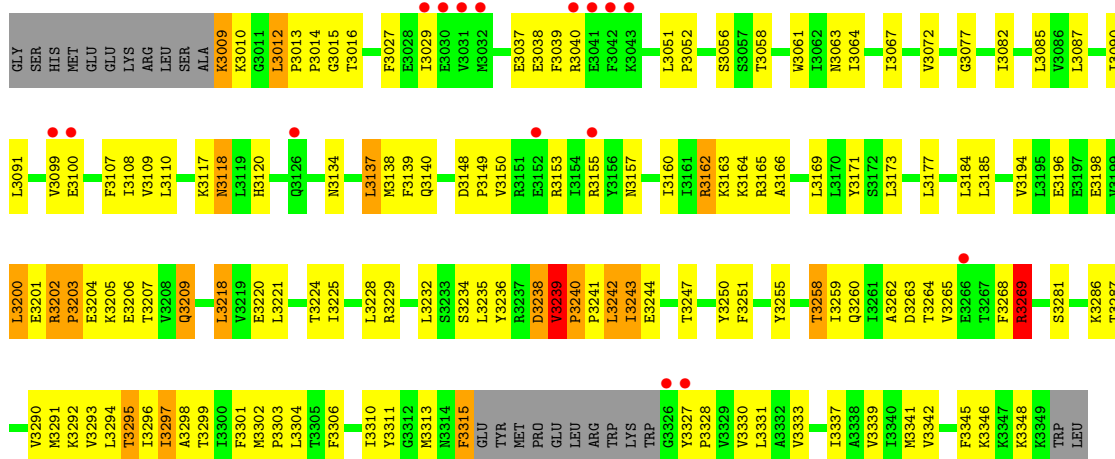 GLY SER HIS MET GLU GLU LYS ARG LEU SER ALA K3009 K3010 G3011 L3012 P3013 P3014 G3015 T3016 F3027 E3028 I3029 E3030 V3031 M3032 E3037 E3038 F3039 R3040 E3041 F3042 K3043 L3051 P3052 S3056 S3057 T3058 W3061 I3062 N3063 I3064 I3067 V3072 G3077 I3082 L3085 V3086 L3087
L3091 V3099 E3100 F3107 I3108 V3109 L3110 K3117 N3118 L3119 H3120 Q3126 N3134 L3137 M3138 F3139 Q3140 D3148 P3149 V3150 R3151 E3152 M3153 I3154 R3155 Y3156 N3157 I3160 I3161 R3162 K3163 K3164 R3165 A3166 L3169 L3170 Y3171 S3172 L3173 L3177 L3184 L3185 V3194 L3195 E3196 E3197 E3198 V3199
L3200 E3201 R3202 P3203 E3204 K3205 E3206 T3207 V3208 Q3209 L3218 V3219 E3220 L3221 T3224 I3225 L3228 R3229 L3232 S3233 S3234 L3235 Y3236 R3237 D3238 V3239 P3240 P3241 L3242 I3243 E3244 T3247 Y3250 F3251 Y3255 T3258 I3259 Q3260 I3261 A3262 D3263 T3264 V3265 E3266 T3267 F3268 R3269 S3281 K3286
V3290 M3291 K3292 V3293 L3294 T3295 I3296 I3297 A3298 T3299 I3300 F3301 M3302 P3303 L3304 T3305 F3306 I3310 Y3311 G3312 M3313 N3314 F3315 GLU TYR MET PRO GLU LEU ARG TRP LYS TRP G3326 Y3327 P3328 V3329 V3330 L3331 A3332 V3333 I3337 A3338 V3339 I3340 M3341 V3342 F3345 K3346 K3347 K3348 K3349 TRP LEU